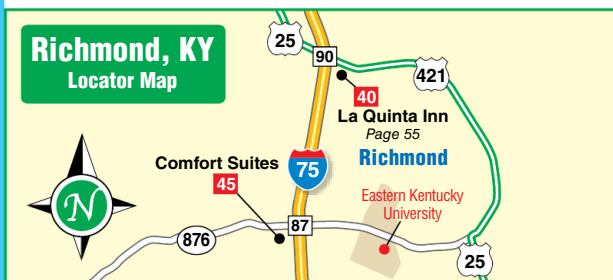 Richmond, KY
Locator Map
25
90
421
40
La Quinta Inn
Page 55
Richmond
Comfort Suites
45
75
Eastern Kentucky
University
N
876
87
25